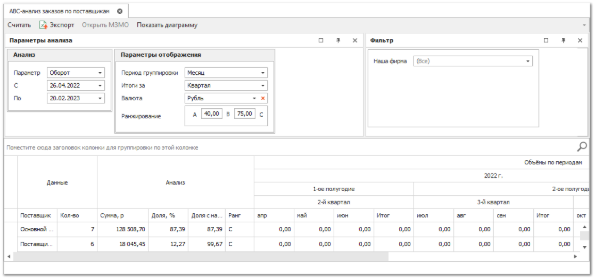 ABC-анализ заказов по поставщикам
Считать Экспорт Открыть МЗМО Показать диаграмму
Параметры анализа
Фильтр
Анализ
Параметры отображения
Параметр Оборот
Период группировки Месяц
Наша фирма (Все)
С 26.04.2022
Итоги за Квартал
По 20.02.2023
Валюта Рубль
Ранжирование A 40,00 B 75,00 C
Поместите сюда заголовок колонки для группировки по этой колонке
Данные Анализ Объёмы по периодам
2022 г.
1-ое полугодие 2-ое полугоди
2-й квартал 3-й квартал
Поставщик Кол-во Сумма, р Доля, % Доля с на... Ранг апр май июн Итог июл авг сен Итог окт
Основной ... 7 128 508,70 87,39 87,39 C 0,00 0,00 0,00 0,00 0,00 0,00 0,00 0,00
Поставщи... 6 18 045,45 12,27 99,67 C 0,00 0,00 0,00 0,00 0,00 0,00 0,00 0,00